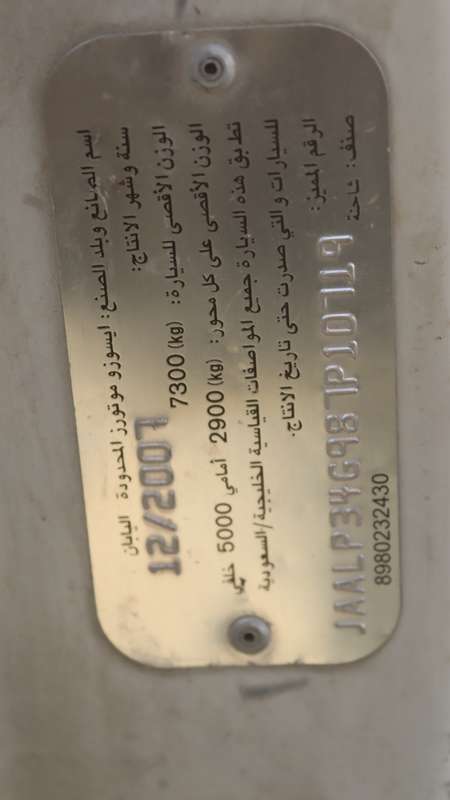 اسم الصانع وبلد الصنع: ايسوزو موتورز المحدودة اليابان
سنة وشهر الانتاج: 12/2007
الوزن الأقصى للسيارة: 7300 (kg)
الوزن الأقصى على كل محور: 2900 (kg) أمامي 5000 خلفي
تطبق هذه السيارة جميع المواصفات القياسية الخليجية/السعودية
للسيارات والتي صدرت حتى تاريخ الانتاج.
الرقم المميز: JAALP34G987P10719
صنف: شاحنة 8980232430